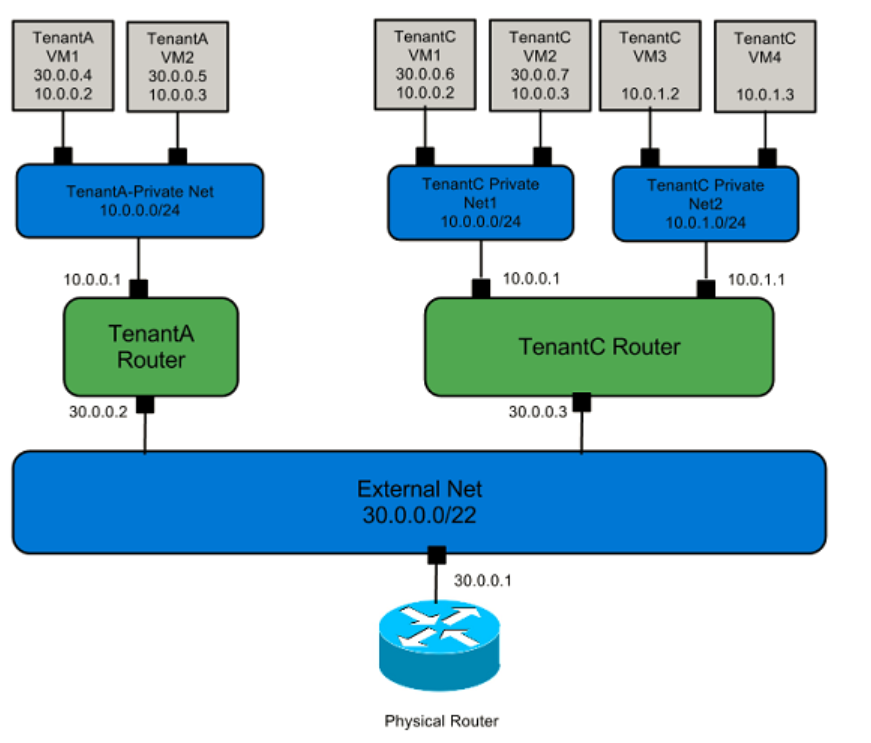 TenantA
VM1
30.0.0.4
10.0.0.2
TenantA
VM2
30.0.0.5
10.0.0.3
TenantC
VM1
30.0.0.6
10.0.0.2
TenantC
VM2
30.0.0.7
10.0.0.3
TenantC
VM3
10.0.1.2
TenantC
VM4
10.0.1.3
TenantA-Private Net
10.0.0.0/24
TenantC Private
Net1
10.0.0.0/24
TenantC Private
Net2
10.0.1.0/24
10.0.0.1
10.0.0.1
10.0.1.1
TenantA
Router
TenantC Router
30.0.0.2
30.0.0.3
External Net
30.0.0.0/22
30.0.0.1
Physical Router